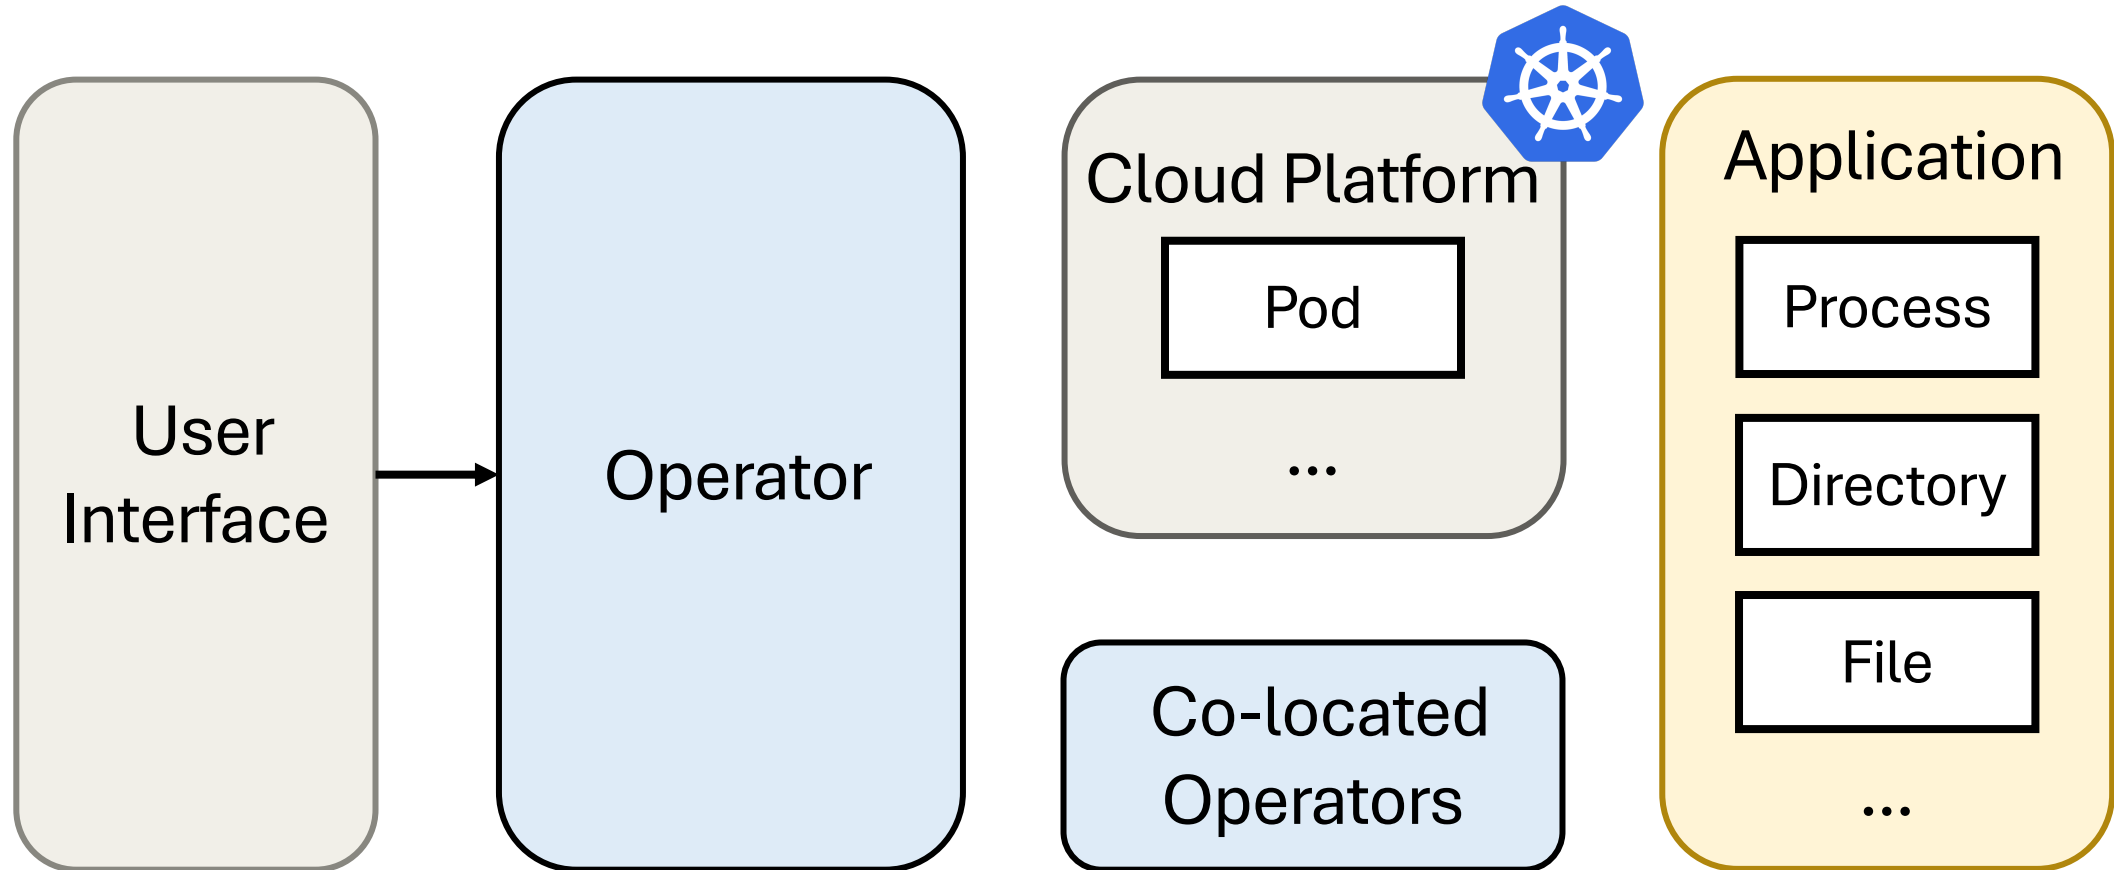 User
Interface
Operator
Cloud Platform
Pod
...
Co-located
Operators
Application
Process
Directory
File
...